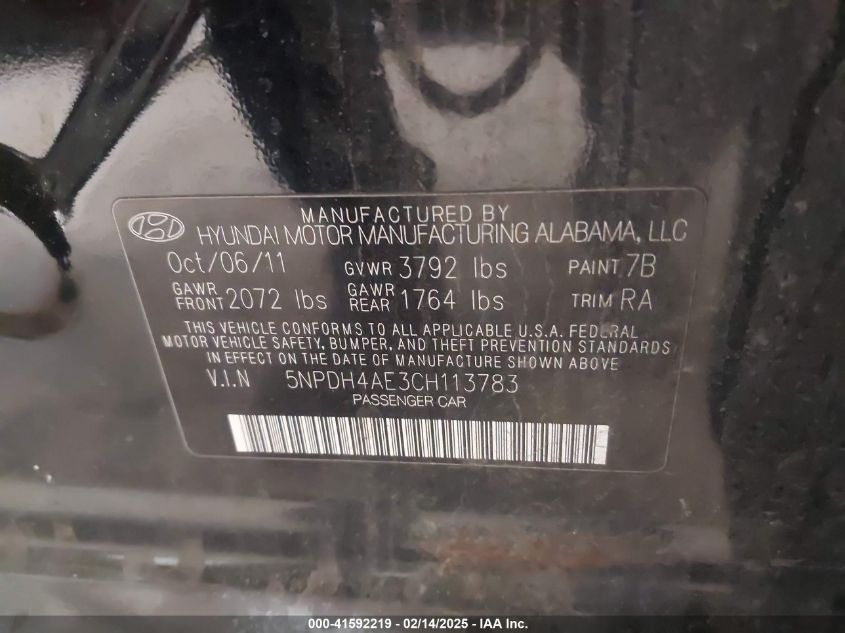 MANUFACTURED BY
HYUNDAI MOTOR MANUFACTURING ALABAMA, LLC
Oct/06/11 GVWR 3792 lbs PAINT 7B
GAWR FRONT 2072 lbs GAWR REAR 1764 lbs TRIM RA
THIS VEHICLE CONFORMS TO ALL APPLICABLE U.S.A. FEDERAL
MOTOR VEHICLE SAFETY, BUMPER, AND THEFT PREVENTION STANDARDS
IN EFFECT ON THE DATE OF MANUFACTURE SHOWN ABOVE
V.I.N 5NPDH4AE3CH113783
PASSENGER CAR
000-41592219 - 02/14/2025 - IAA Inc.